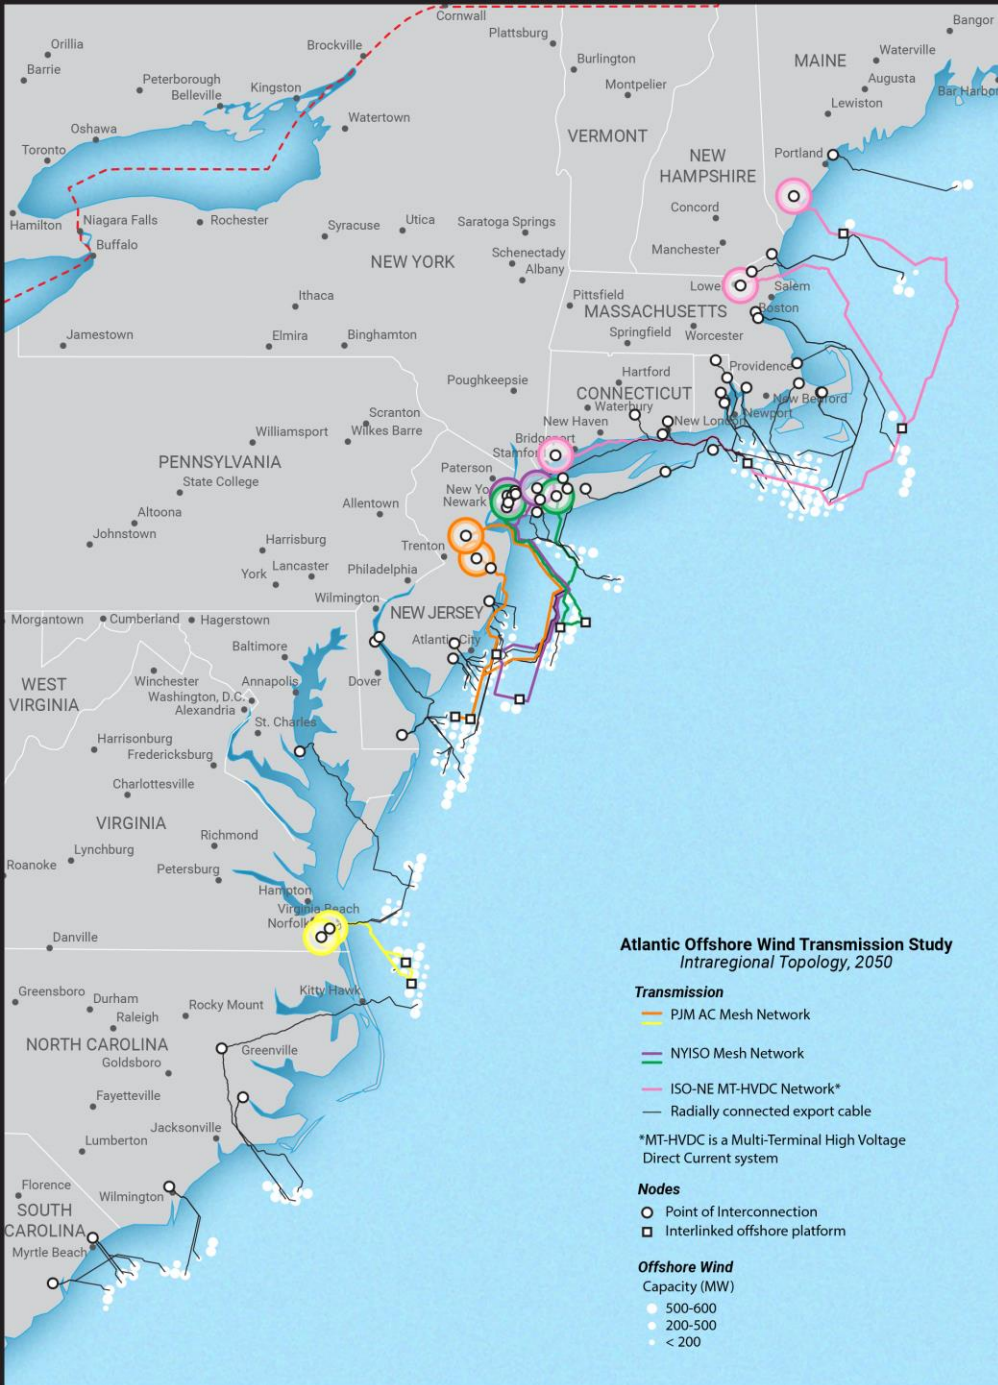 Cornwall
Bangor
Orillia
Brockville
Plattsburg
Waterville
Barrie
Burlington
MAINE
Peterborough
Kingston
Augusta
Belleville
Montpelier
Bar Harbor
Watertown
Lewiston
Oshawa
VERMONT
Toronto
NEW
HAMPSHIRE
Portland
Hamilton
Niagara Falls
Rochester
Syracuse
Utica
Saratoga Springs
Concord
Buffalo
Schenectady
Manchester
NEW YORK
Albany
Lowe
Salem
Ithaca
Pittsfield
MASSACHUSETTS
Boston
Jamestown
Elmira
Binghamton
Springfield
Worcester
Hartford
Providence
Poughkeepsie
CONNECTICUT
New Bedford
Waterbury
Newport
Scranton
New Haven
New London
Williamsport
Wilkes Barre
Bridgeport
Stamford
PENNSYLVANIA
Paterson
State College
New Yo
Newark
Allentown
Altoona
Johnstown
Harrisburg
Trenton
Lancaster
York
Philadelphia
Wilmington
NEW JERSEY
Morgantown
Cumberland
Hagerstown
Baltimore
Atlantic City
WEST
VIRGINIA
Winchester
Annapolis
Dover
Washington, D.C.
Alexandria
St. Charles
Harrisonburg
Fredericksburg
Charlottesville
VIRGINIA
Richmond
Lynchburg
Roanoke
Petersburg
Hampton
Virginia Beach
Norfolk
Danville
Greensboro
Durham
Rocky Mount
Kitty Hawk
Raleigh
NORTH CAROLINA
Greenville
Goldsboro
Fayetteville
Jacksonville
Lumberton
Florence
Wilmington
SOUTH
CAROLINA
Myrtle Beach
Atlantic Offshore Wind Transmission Study
Intraregional Topology, 2050
Transmission
PJM AC Mesh Network
NYISO Mesh Network
ISO-NE MT-HVDC Network*
Radially connected export cable
*MT-HVDC is a Multi-Terminal High Voltage
Direct Current system
Nodes
Point of Interconnection
Interlinked offshore platform
Offshore Wind
Capacity (MW)
500-600
200-500
< 200